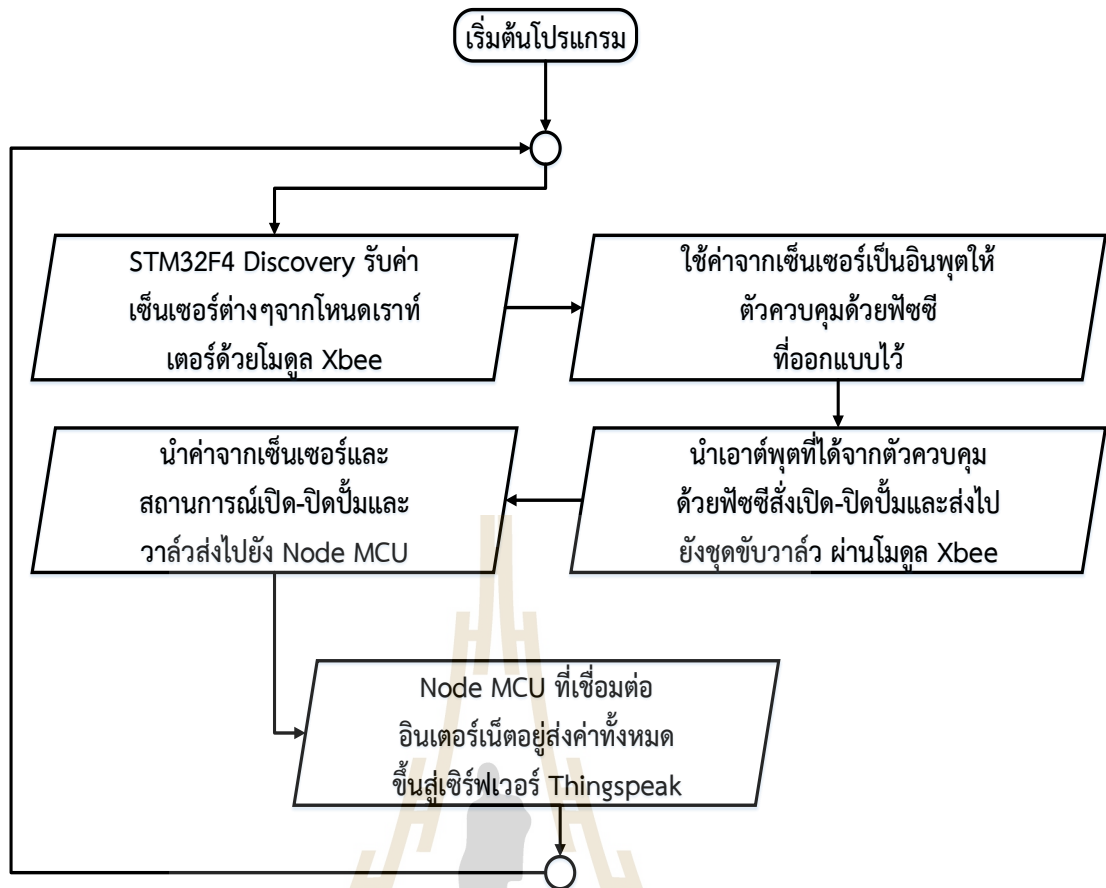 เริ่มต้นโปรแกรม
STM32F4 Discovery รับค่า
เซ็นเซอร์ต่างๆจากโหนดเราท์
เตอร์ด้วยโมดูล Xbee
ใช้ค่าจากเซ็นเซอร์เป็นอินพุตให้
ตัวควบคุมด้วยฟัซซี
ที่ออกแบบไว้
นำเอาต์พุตที่ได้จากตัวควบคุม
ด้วยฟัซซีสั่งเปิด-ปิดปั้มและส่งไป
ยังชุดขับวาล์ว ผ่านโมดูล Xbee
นำค่าจากเซ็นเซอร์และ
สถานการณ์เปิด-ปิดปั้มและ
วาล์วส่งไปยัง Node MCU
Node MCU ที่เชื่อมต่อ
อินเตอร์เน็ตอยู่ส่งค่าทั้งหมด
ขึ้นสู่เซิร์ฟเวอร์ Thingspeak